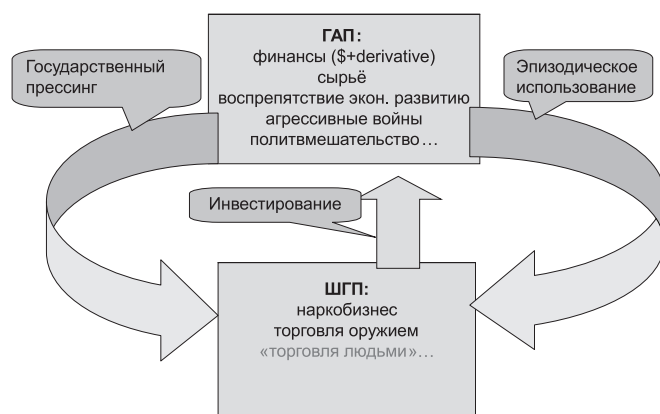 ГАП:
финансы ($+derivative)
сырьё
воспрепятствие экон. развитию
агрессивные войны
политвмешательство...
Государственный
прессинг
Эпизодическое
использование
Инвестирование
ШГП:
наркобизнес
торговля оружием
«торговля людьми»...